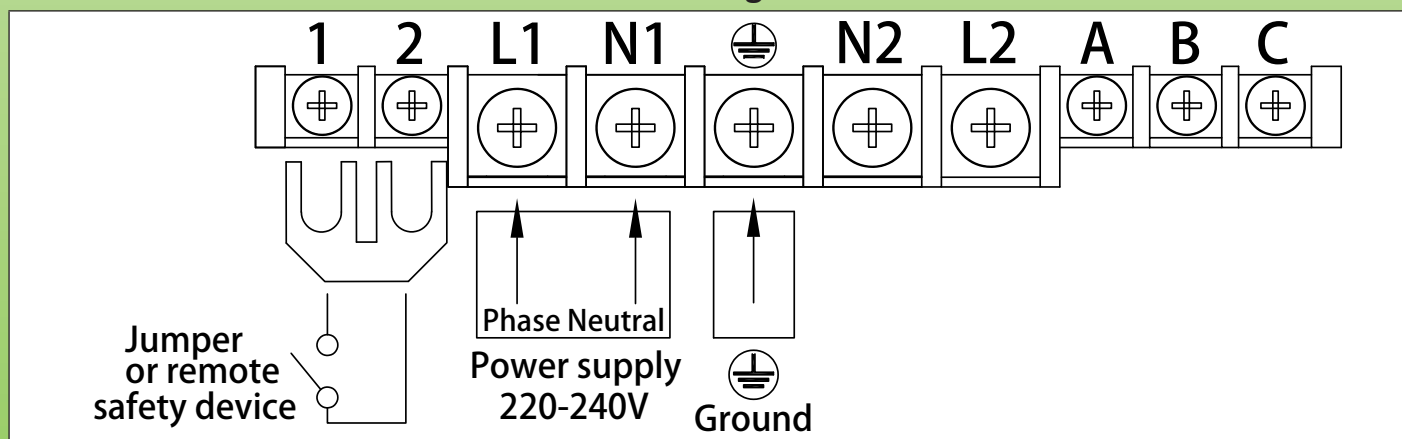 1 2 L1 N1 N2 L2 A B C
Phase Neutral
Jumper
or remote
safety device
Power supply
220-240V
Ground